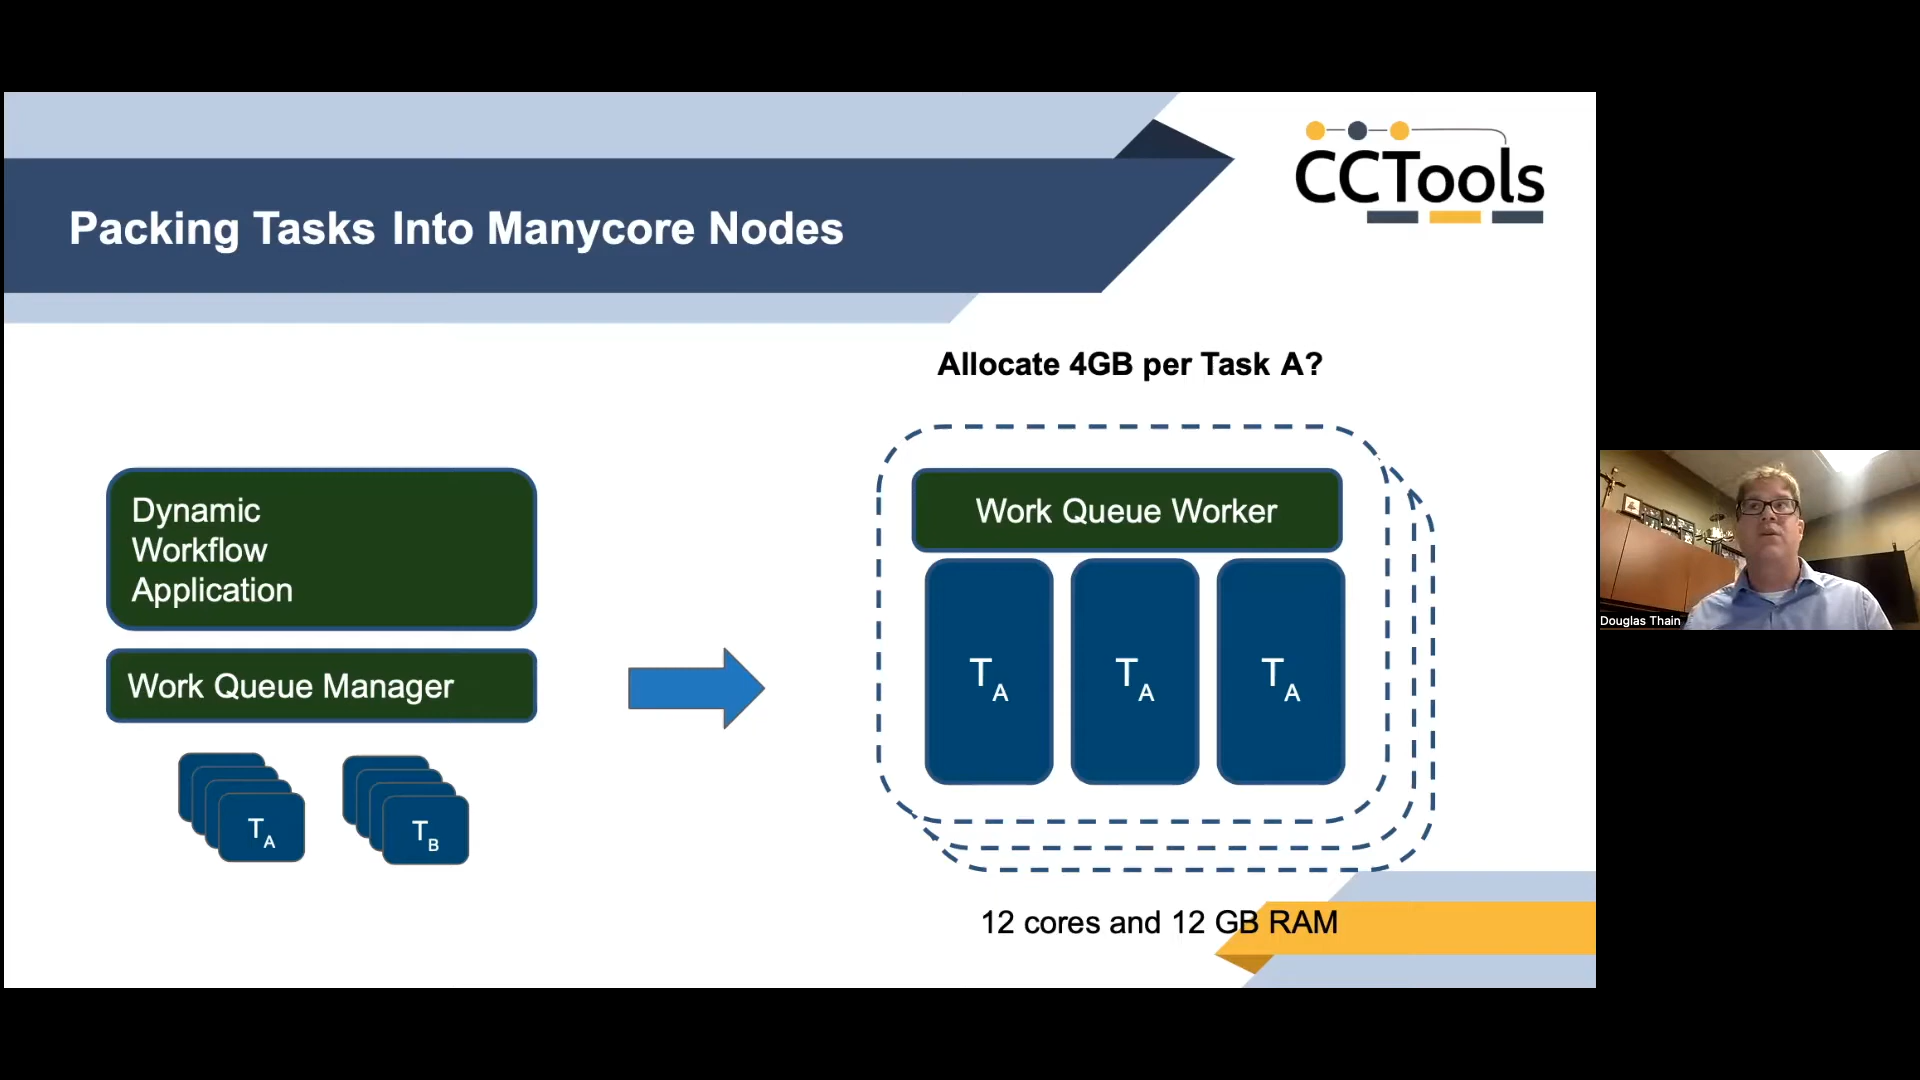 CCTools
Packing Tasks Into Manycore Nodes
Allocate 4GB per Task A?
Dynamic
Workflow
Application
Work Queue Manager
TA
TB
Work Queue Worker
TA TA TA
12 cores and 12 GB RAM
Douglas Thain